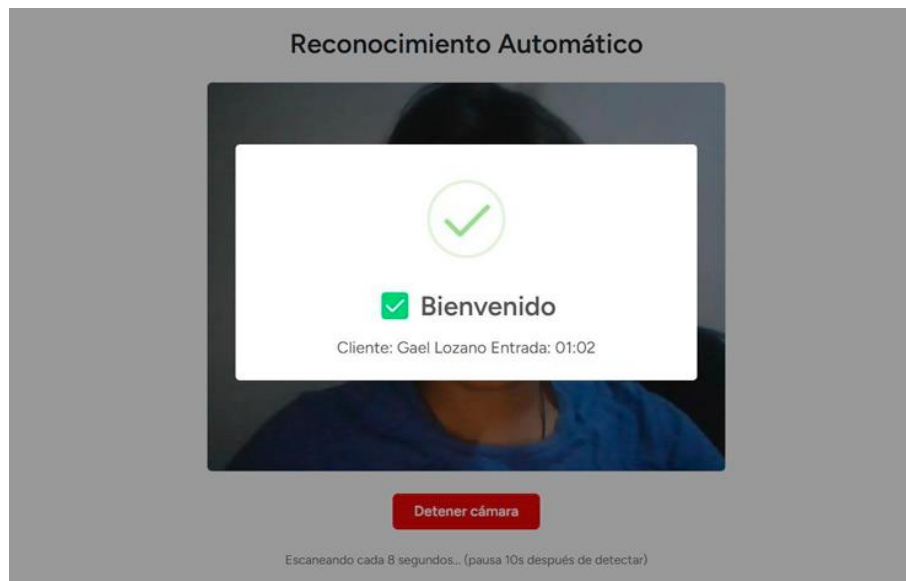 Reconocimiento Automático
Bienvenido
Cliente: Gael Lozano Entrada: 01:02
Detener cámara
Escaneando cada 8 segundos... (pausa 10s después de detectar)